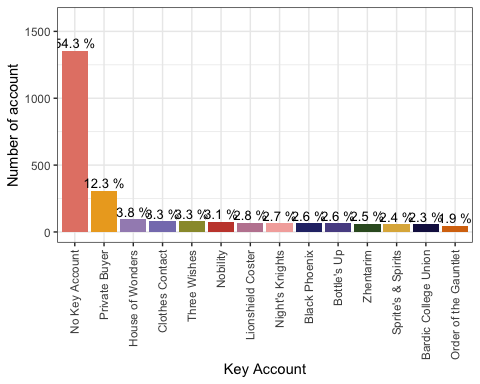 1500
1000
500
0
Number of account
54.3 %
12.3 %
3.8 %
3.3 %
3.3 %
3.1 %
2.8 %
2.7 %
2.6 %
2.6 %
2.5 %
2.4 %
2.3 %
1.9 %
No Key Account
Private Buyer
House of Wonders
Clothes Contact
Three Wishes
Nobility
Lionshield Coster
Night's Knights
Black Phoenix
Bottle's Up
Zhentarim
Sprite's & Spirits
Bardic College Union
Order of the Gauntlet
Key Account